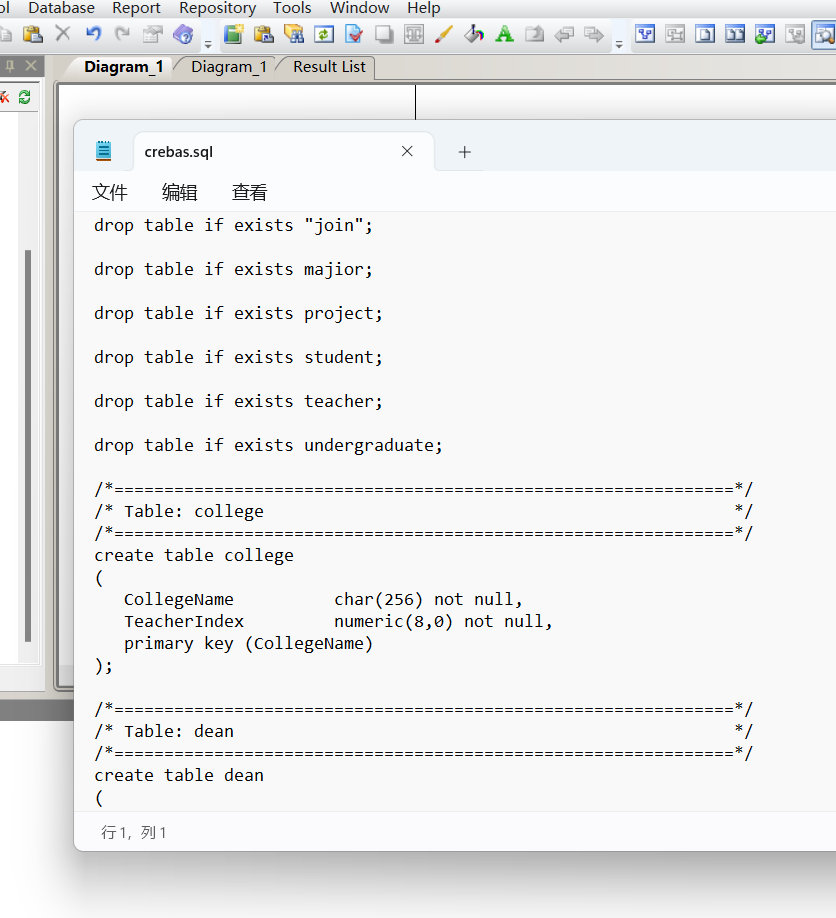 ol Database Report Repository Tools Window Help
Diagram_1 Diagram_1 Result List
crebas.sql
文件 编辑 查看
drop table if exists "join";
drop table if exists majior;
drop table if exists project;
drop table if exists student;
drop table if exists teacher;
drop table if exists undergraduate;
/*==============================================================*/
/* Table: college                                               */
/*==============================================================*/
create table college
(
   CollegeName          char(256) not null,
   TeacherIndex         numeric(8,0) not null,
   primary key (CollegeName)
);
/*==============================================================*/
/* Table: dean                                                  */
/*==============================================================*/
create table dean
(
行 1, 列 1